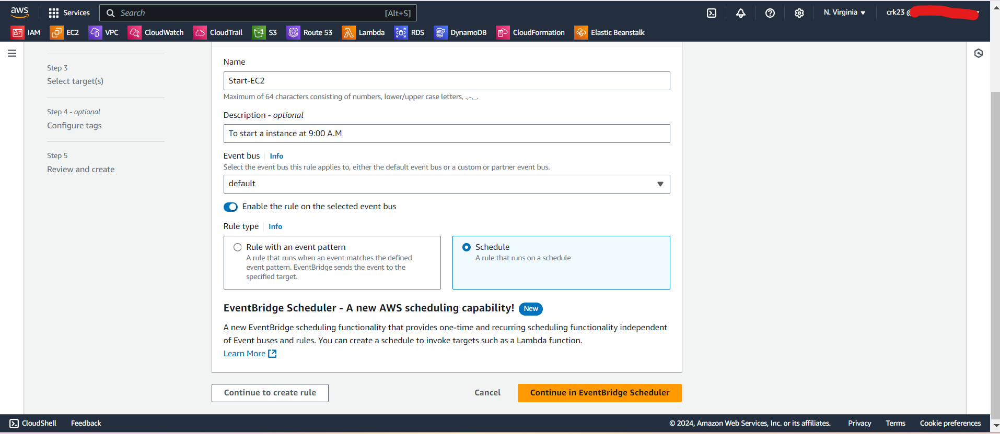 aws
Services
Search
[Alt+S]
N. Virginia
crk23 @
IAM
EC2
VPC
CloudWatch
CloudTrail
S3
Route 53
Lambda
RDS
DynamoDB
CloudFormation
Elastic Beanstalk
Step 3
Select target(s)
Step 4 - optional
Configure tags
Step 5
Review and create
Name
Start-EC2
Maximum of 64 characters consisting of numbers, lower/upper case letters, .,-,_.
Description - optional
To start a instance at 9:00 A.M
Event bus Info
Select the event bus this rule applies to, either the default event bus or a custom or partner event bus.
default
Enable the rule on the selected event bus
Rule type Info
Rule with an event pattern
A rule that runs when an event matches the defined
event pattern. EventBridge sends the event to the
specified target.
Schedule
A rule that runs on a schedule
EventBridge Scheduler - A new AWS scheduling capability! New
A new EventBridge scheduling functionality that provides one-time and recurring scheduling functionality independent
of Event buses and rules. You can create a schedule to invoke targets such as a Lambda function.
Learn More
Continue to create rule
Cancel
Continue in EventBridge Scheduler
CloudShell
Feedback
© 2024, Amazon Web Services, Inc. or its affiliates.
Privacy
Terms
Cookie preferences